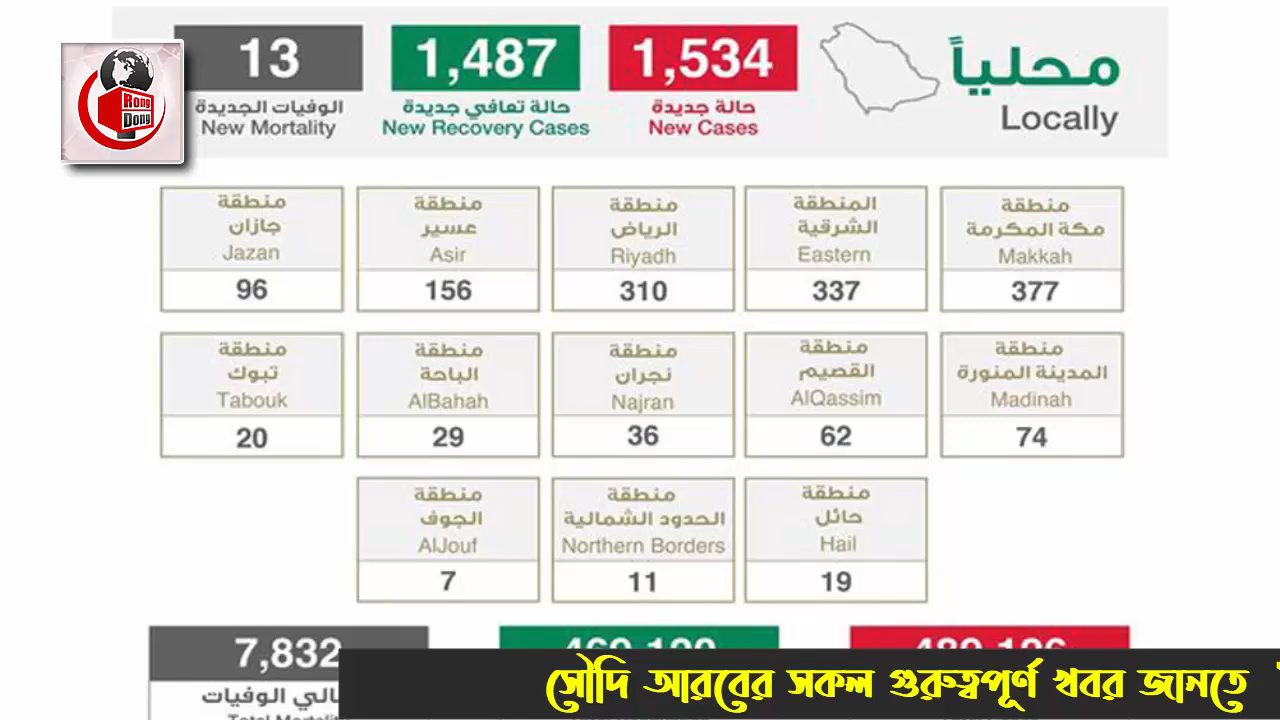 13
الوفيات الجديدة
New Mortality
1,487
حالة تعافي جديدة
New Recovery Cases
1,534
حالة جديدة
New Cases
محلياً
Locally
Rong
Dong
منطقة
جازان
Jazan
96
منطقة
عسير
Asir
156
منطقة
الرياض
Riyadh
310
المنطقة
الشرقية
Eastern
337
منطقة
مكة المكرمة
Makkah
377
منطقة
تبوك
Tabouk
20
منطقة
الباحة
AlBahah
29
منطقة
نجران
Najran
36
منطقة
القصيم
AlQassim
62
منطقة
المدينة المنورة
Madinah
74
منطقة
الجوف
AlJouf
7
منطقة
الحدود الشمالية
Northern Borders
11
منطقة
حائل
Hail
19
7,832
الوفيات
Total
সৌদি আরবের সকল গুরুত্বপূর্ণ খবর জানতে